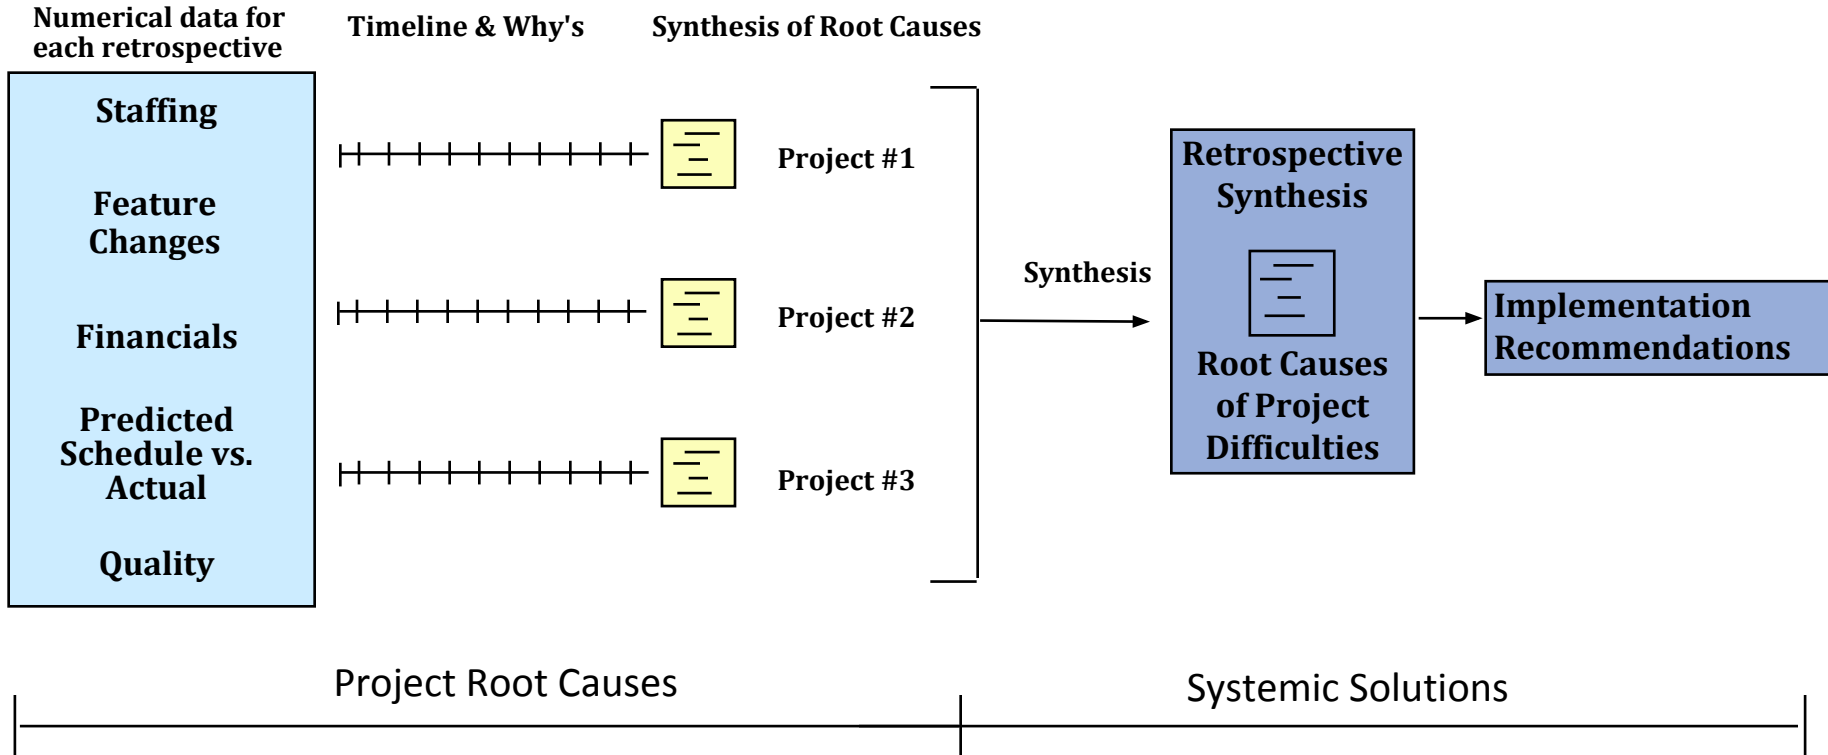 Numerical data for
each retrospective
Timeline & Why's
Synthesis of Root Causes
Staffing
Feature
Changes
Financials
Predicted
Schedule vs.
Actual
Quality
Project #1
Project #2
Project #3
Synthesis
Retrospective
Synthesis
Root Causes
of Project
Difficulties
Implementation
Recommendations
Project Root Causes
Systemic Solutions